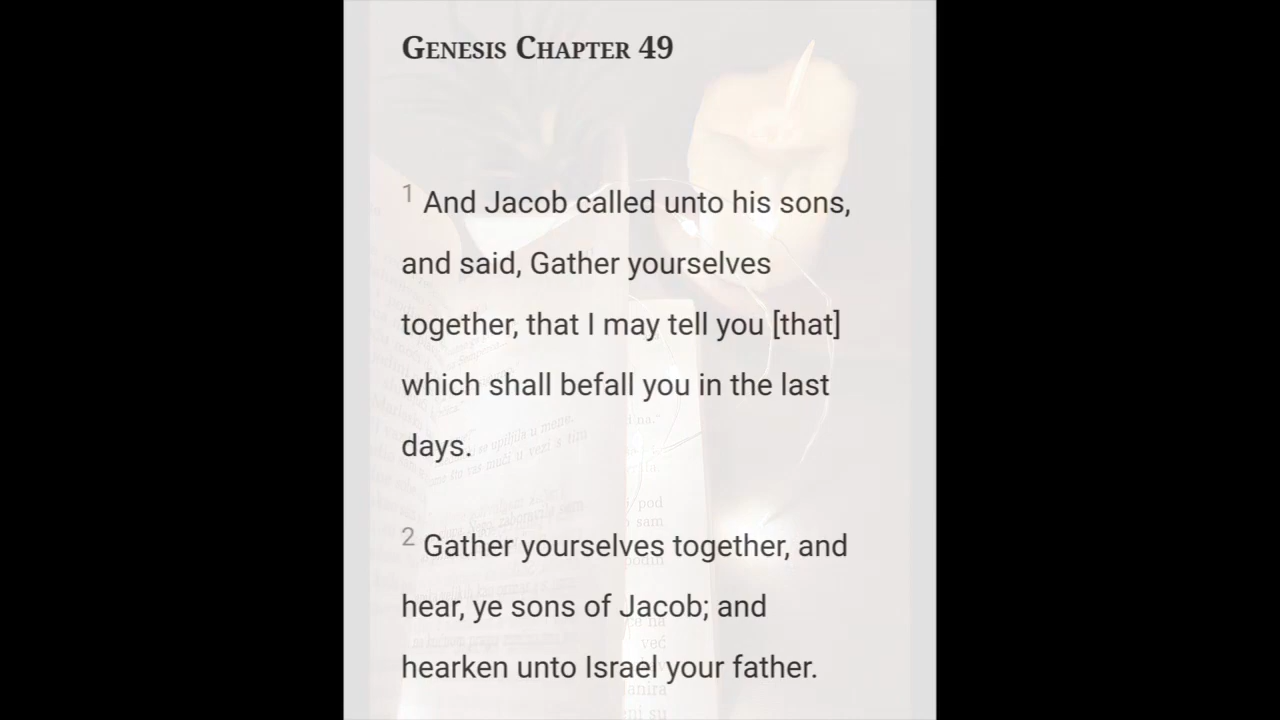 Genesis Chapter 49
1 And Jacob called unto his sons,
and said, Gather yourselves
together, that I may tell you [that]
which shall befall you in the last
days.
2 Gather yourselves together, and
hear, ye sons of Jacob; and
hearken unto Israel your father.